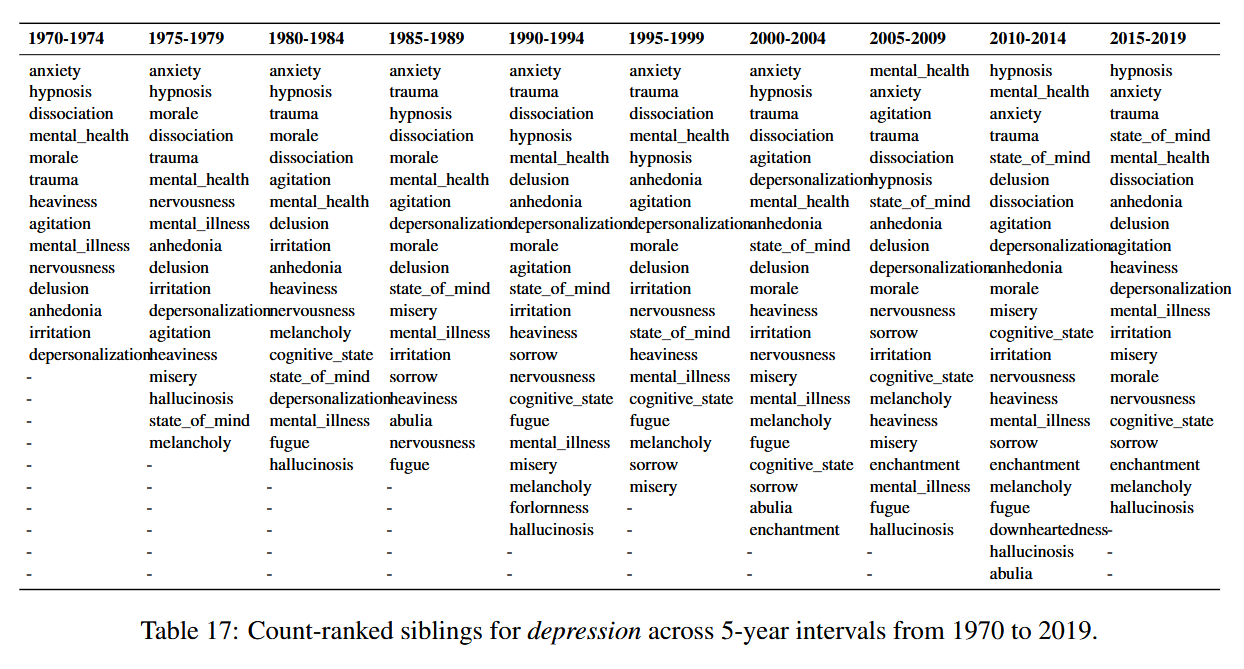 1970-1974 1975-1979 1980-1984 1985-1989 1990-1994 1995-1999 2000-2004 2005-2009 2010-2014 2015-2019
anxiety anxiety anxiety anxiety anxiety anxiety anxiety mental_health hypnosis hypnosis
hypnosis hypnosis hypnosis trauma trauma trauma hypnosis anxiety mental_health anxiety
dissociation morale trauma hypnosis dissociation dissociation trauma agitation anxiety trauma
mental_health dissociation morale dissociation hypnosis mental_health dissociation trauma trauma state_of_mind
morale trauma dissociation morale mental_health hypnosis agitation dissociation state_of_mind mental_health
trauma mental_health agitation mental_health delusion anhedonia depersonalization hypnosis delusion dissociation
heaviness nervousness mental_health agitation anhedonia agitation mental_health state_of_mind dissociation anhedonia
agitation mental_illness delusion depersonalization depersonalization depersonalization anhedonia anhedonia agitation delusion
mental_illness anhedonia irritation morale morale morale state_of_mind delusion depersonalization agitation
nervousness delusion anhedonia delusion agitation delusion delusion depersonalization anhedonia heaviness
delusion irritation heaviness state_of_mind state_of_mind irritation morale morale morale depersonalization
anhedonia depersonalization nervousness misery irritation nervousness heaviness nervousness misery mental_illness
irritation agitation melancholy mental_illness heaviness state_of_mind irritation sorrow cognitive_state irritation
depersonalization heaviness cognitive_state irritation sorrow heaviness nervousness irritation irritation misery
- misery state_of_mind sorrow nervousness mental_illness misery cognitive_state nervousness morale
- hallucinosis depersonalization heaviness cognitive_state cognitive_state mental_illness melancholy heaviness nervousness
- state_of_mind mental_illness abulia fugue fugue melancholy heaviness mental_illness cognitive_state
- melancholy fugue nervousness mental_illness melancholy fugue misery sorrow sorrow
- - hallucinosis fugue misery sorrow cognitive_state enchantment enchantment enchantment
- - - - melancholy misery sorrow mental_illness melancholy melancholy
- - - - forlornness - abulia fugue fugue hallucinosis
- - - - hallucinosis - enchantment hallucinosis downheartedness -
- - - - - - - - hallucinosis -
- - - - - - - - abulia -
Table 17: Count-ranked siblings for depression across 5-year intervals from 1970 to 2019.